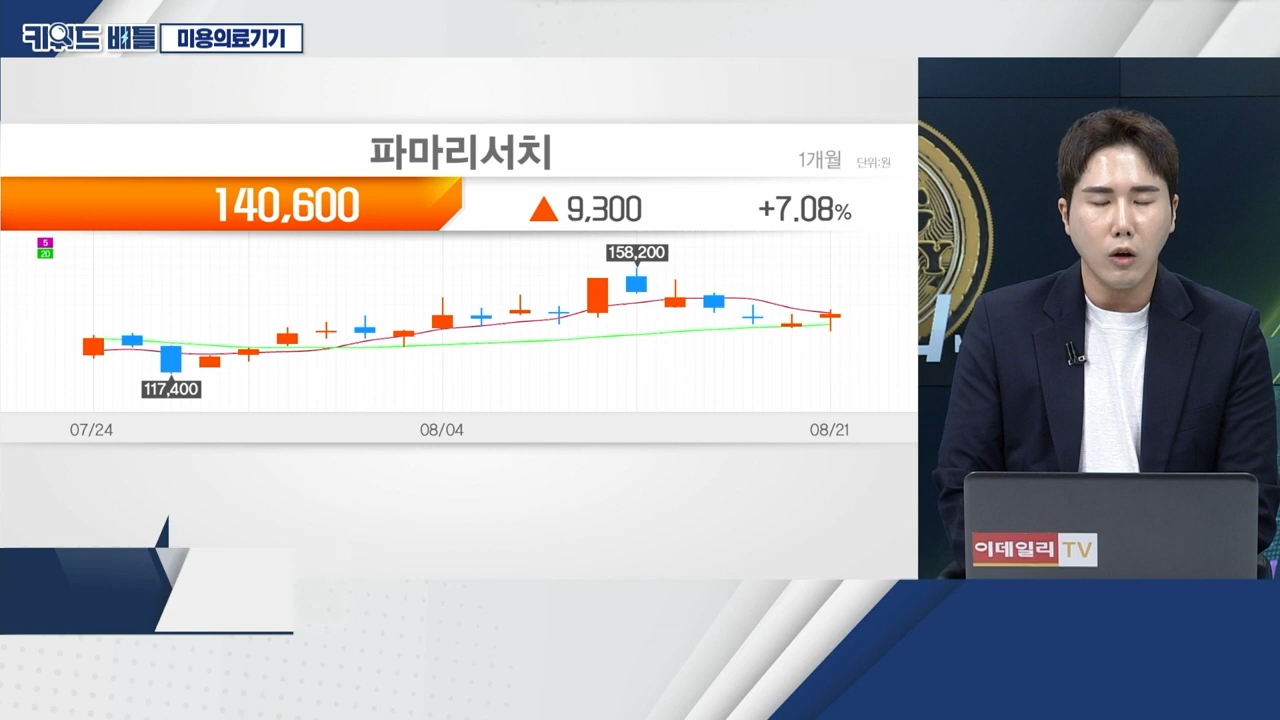 키워드 배틀 미용의료기기
파마리서치
1개월 단위:원
140,600 ▲ 9,300 +7.08%
5
20
158,200
117,400
07/24 08/04 08/21
이데일리 TV